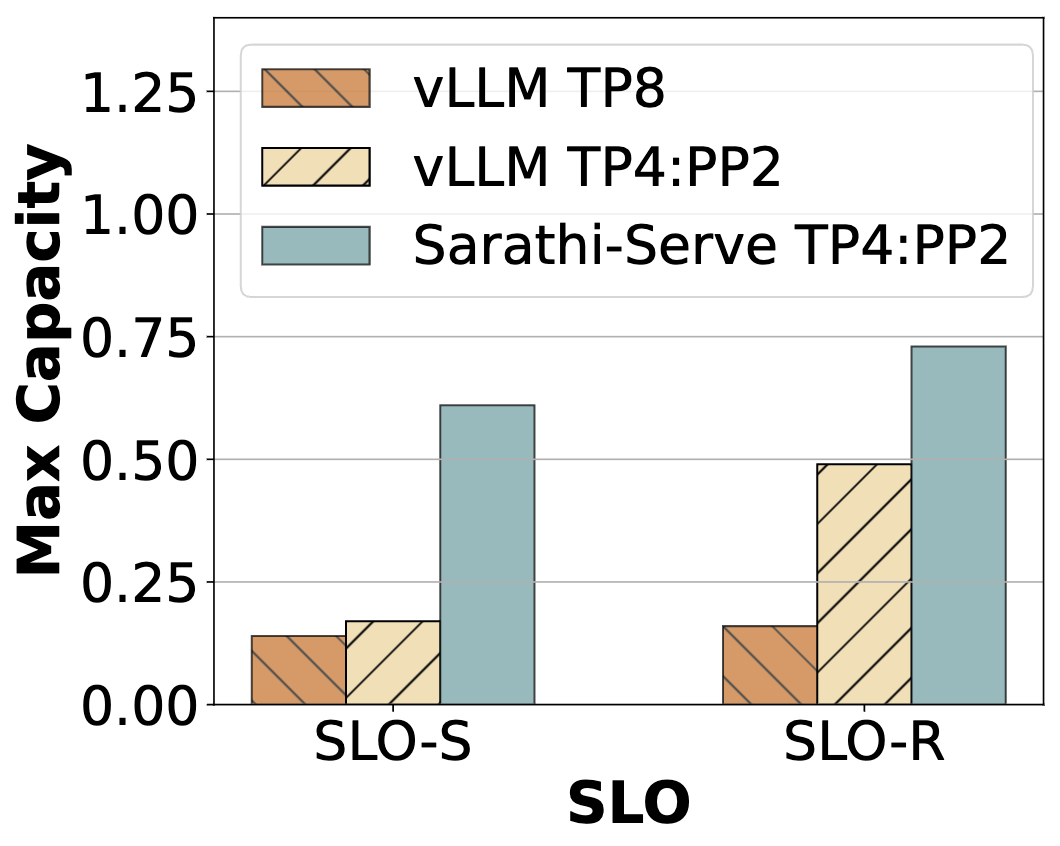 Max Capacity
1.25
1.00
0.75
0.50
0.25
0.00
vLLM TP8
vLLM TP4:PP2
Sarathi-Serve TP4:PP2
SLO-S
SLO-R
SLO